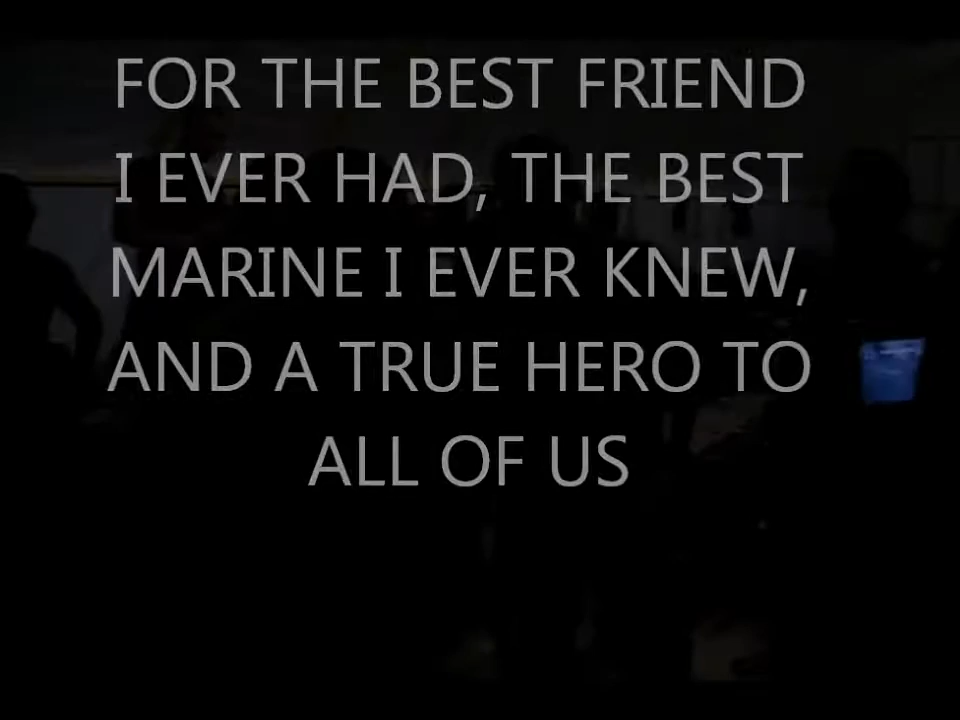 FOR THE BEST FRIEND
I EVER HAD, THE BEST
MARINE I EVER KNEW,
AND A TRUE HERO TO
ALL OF US